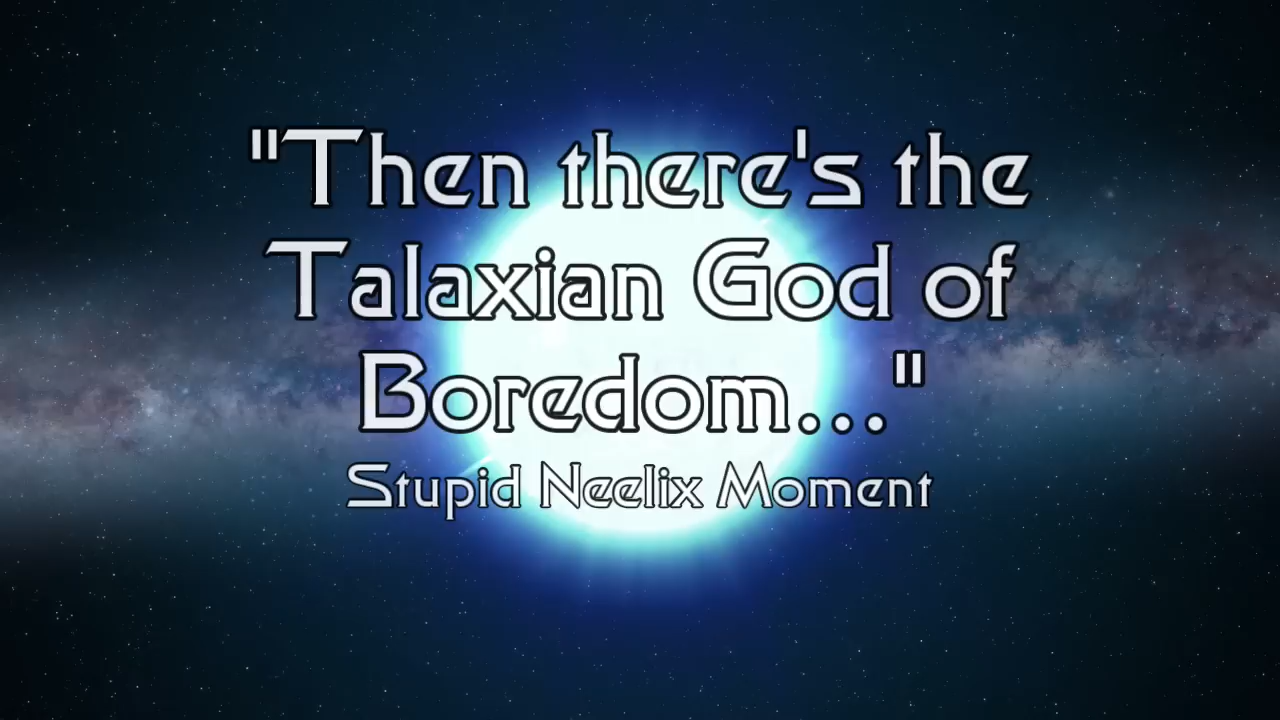 "Then there's the
Talaxian God of
Boredom..."
Stupid Neelix Moment